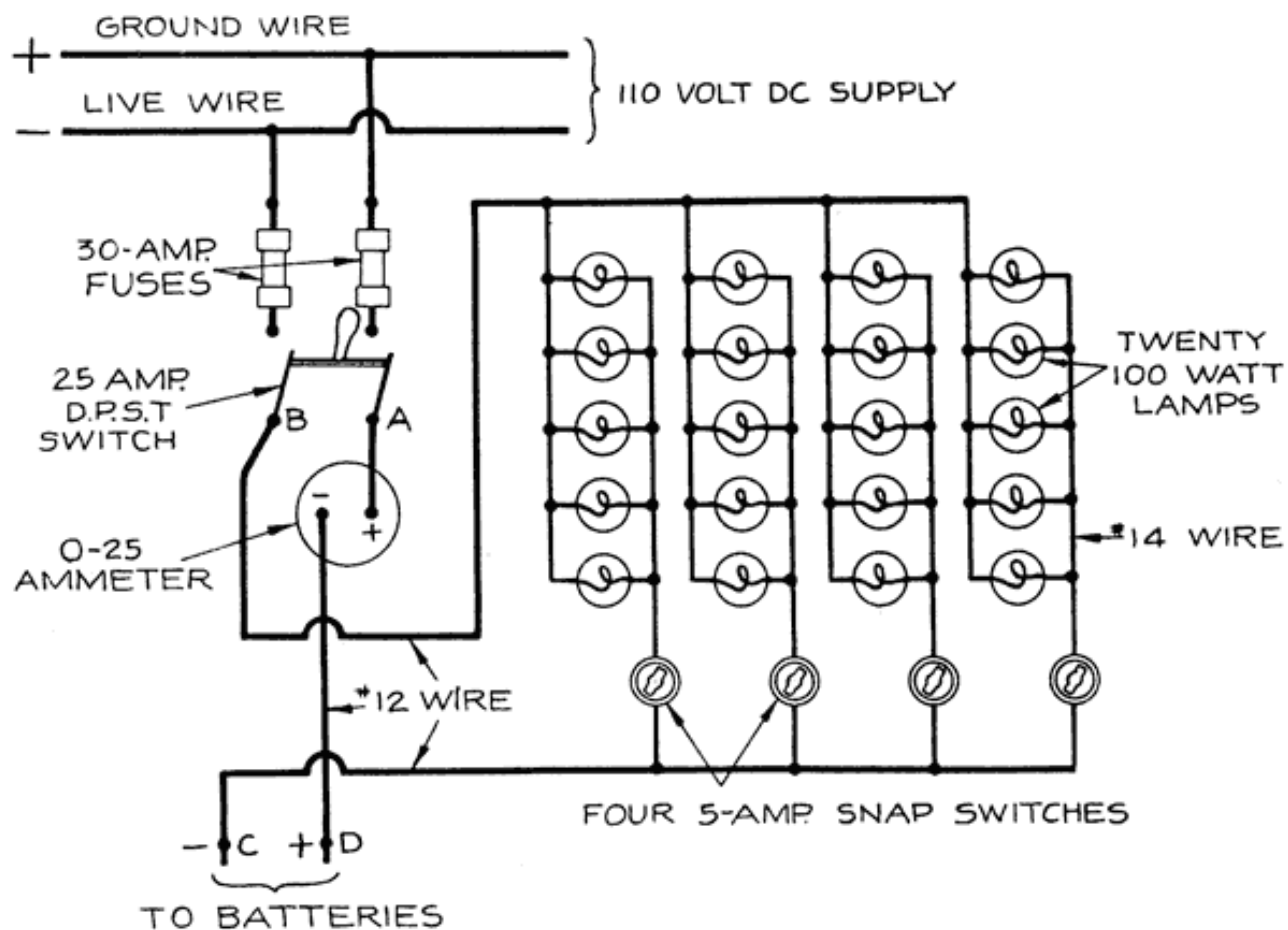 GROUND WIRE
+
LIVE WIRE
-
110 VOLT DC SUPPLY
30-AMP.
FUSES
25 AMP.
D.P.S.T
SWITCH
B
A
-
+
0-25
AMMETER
TWENTY
100 WATT
LAMPS
#14 WIRE
#12 WIRE
FOUR 5-AMP. SNAP SWITCHES
- C + D
TO BATTERIES